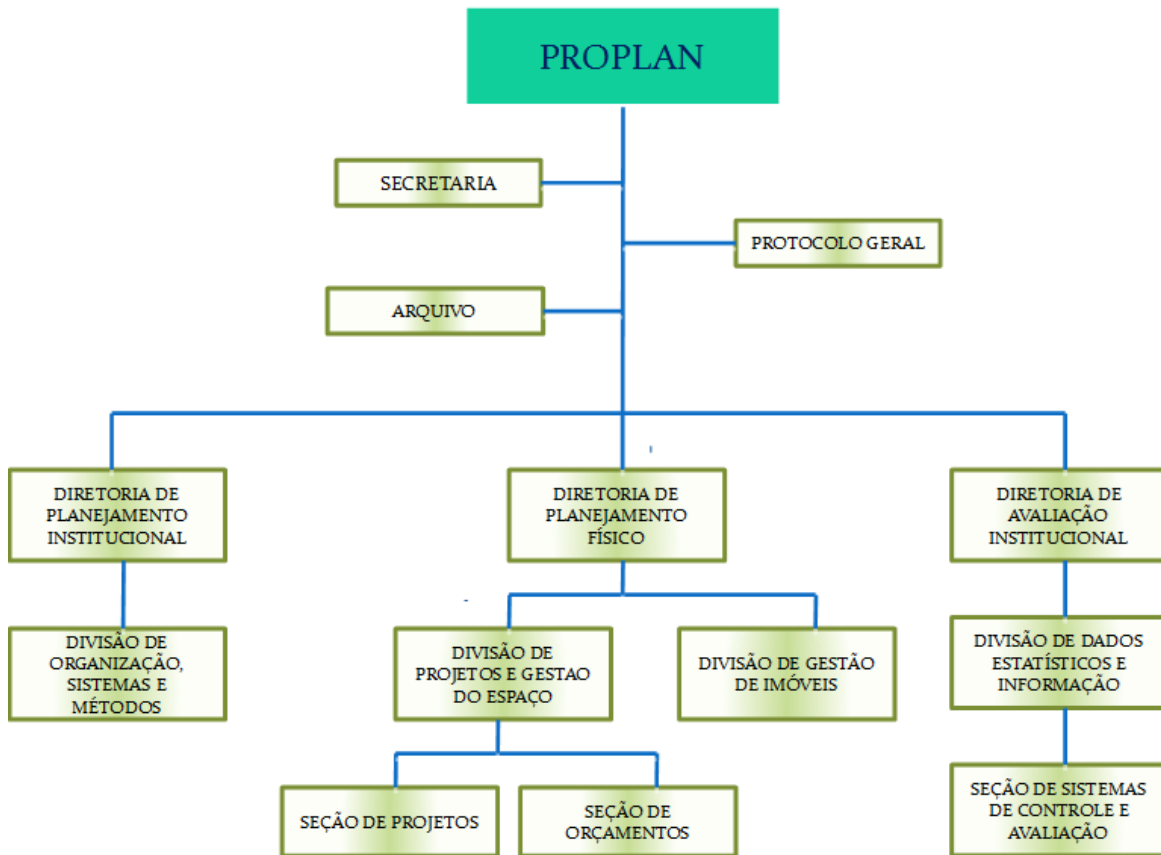 PROPLAN
SECRETARIA
PROTOCOLO GERAL
ARQUIVO
DIRETORIA DE
PLANEJAMENTO
INSTITUCIONAL
DIRETORIA DE
PLANEJAMENTO
FÍSICO
DIRETORIA DE
AVALIAÇÃO
INSTITUCIONAL
DIVISÃO DE
ORGANIZAÇÃO,
SISTEMAS E
MÉTODOS
DIVISÃO DE
PROJETOS E GESTAO
DO ESPAÇO
DIVISÃO DE GESTÃO
DE IMÓVEIS
DIVISÃO DE DADOS
ESTATÍSTICOS E
INFORMAÇÃO
SEÇÃO DE PROJETOS
SEÇÃO DE
ORÇAMENTOS
SEÇÃO DE SISTEMAS
DE CONTROLE E
AVALIAÇÃO